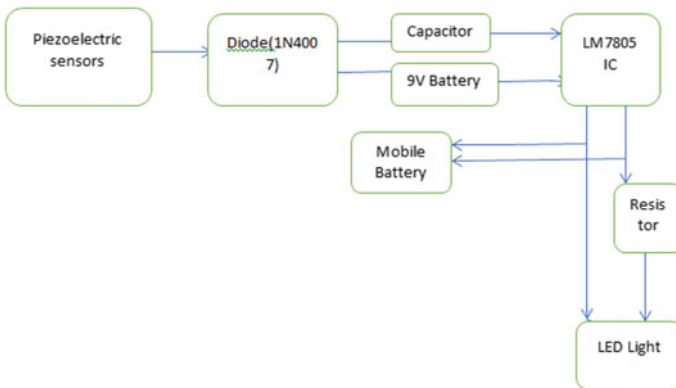 Piezoelectric
sensors
Diode(1N400
7)
Capacitor
9V Battery
LM7805
IC
Mobile
Battery
Resis
tor
LED Light